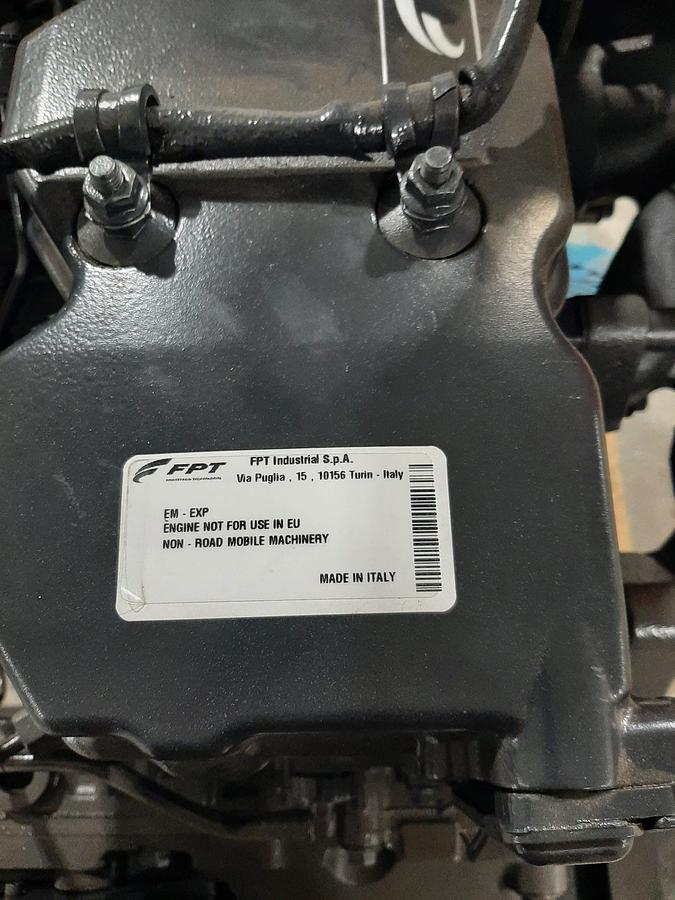 FPT
FPT Industrial S.p.A.
Via Puglia , 15 , 10156 Turin - Italy
EM - EXP
ENGINE NOT FOR USE IN EU
NON - ROAD MOBILE MACHINERY
MADE IN ITALY